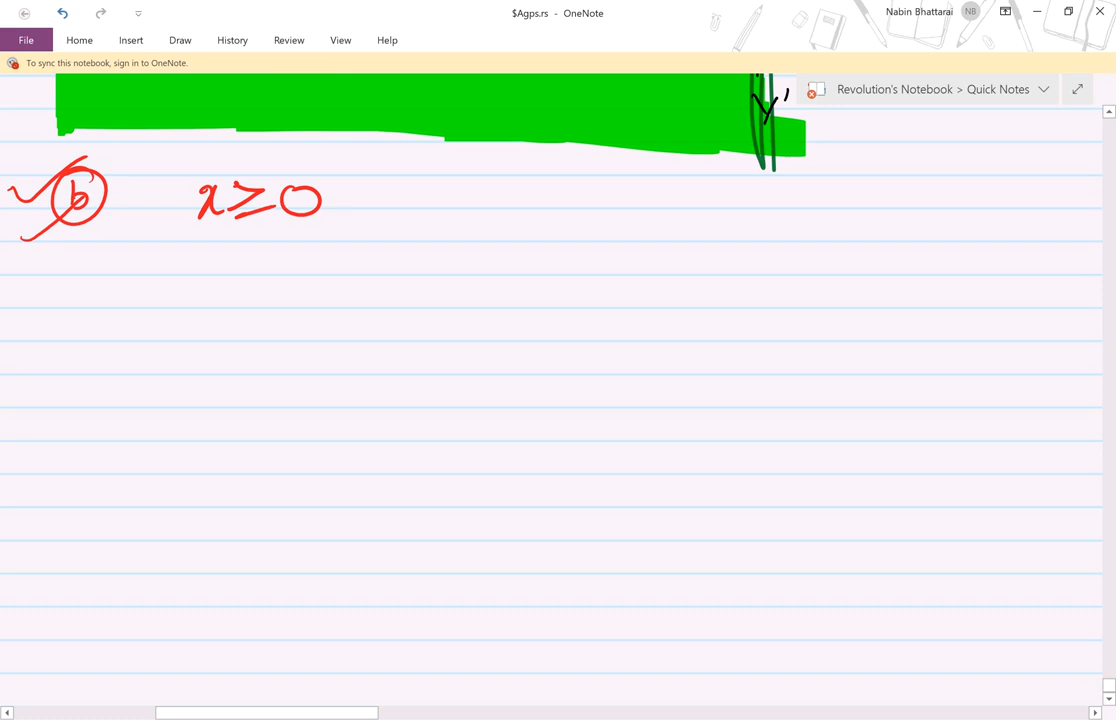 $Agps.rs - OneNote
Nabin Bhattarai NB
File Home Insert Draw History Review View Help
To sync this notebook, sign in to OneNote.
Revolution's Notebook > Quick Notes
Y'
b x ≥ 0